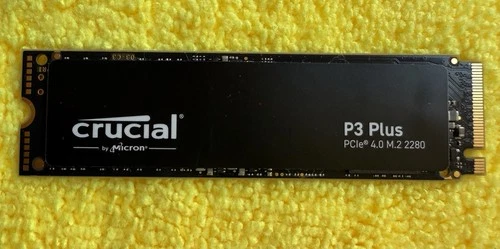 crucial
by Micron®
P3 Plus
PCIe® 4.0 M.2 2280